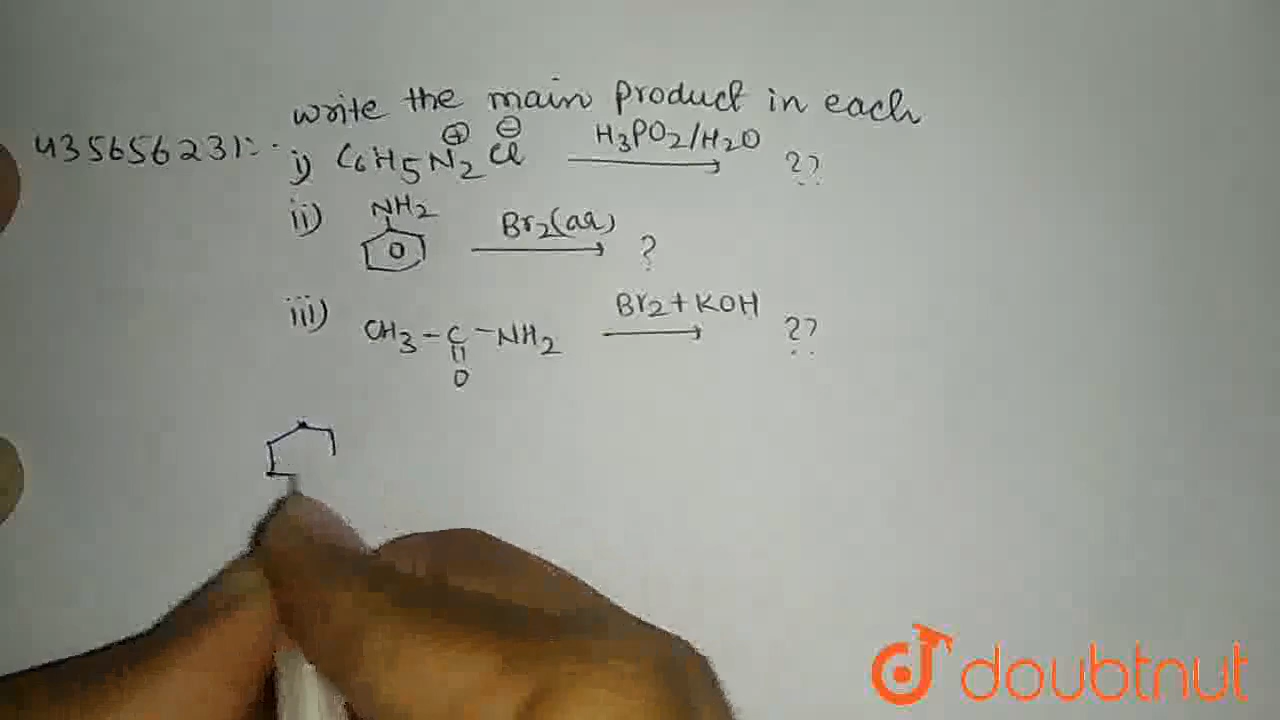 write the main product in each
435656231:-
i) C6H5N2⊕ Cl⊖ H3PO2/H2O ??
ii) NH2 Br2(aq) ?
iii) CH3-C-NH2 Br2+KOH ??
O
doubtnut